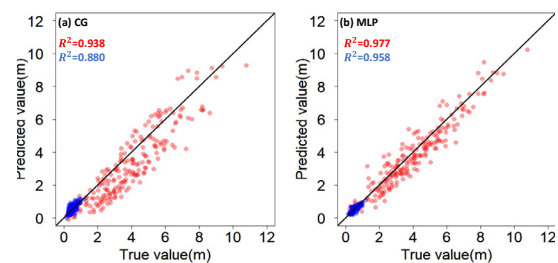 (a) CG
R²=0.938
R²=0.880
Predicted value(m)
12
10
8
6
4
2
0
0 2 4 6 8 10 12
True value(m)
(b) MLP
R²=0.977
R²=0.958
Predicted value(m)
12
10
8
6
4
2
0
0 2 4 6 8 10 12
True value(m)